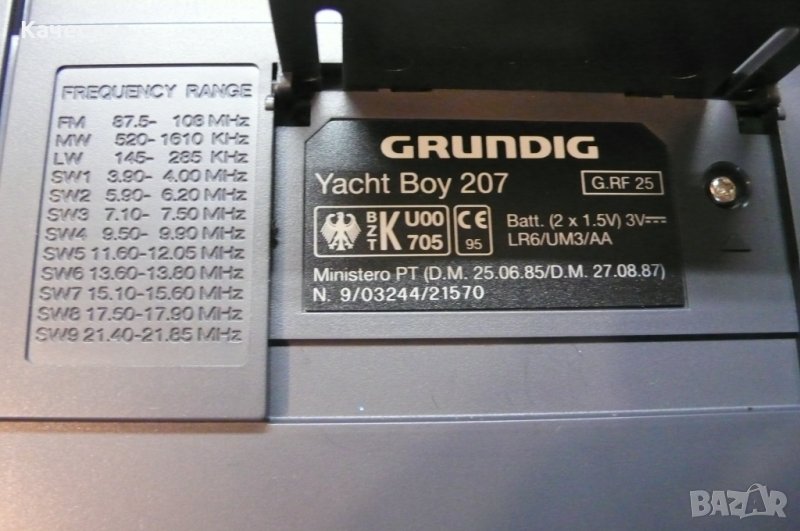 Качес
FREQUENCY RANGE
FM 87.5- 108 MHz
MW 520-1610 KHz
LW 145- 285 KHz
SW1 3.90- 4.00 MHz
SW2 5.90- 6.20 MHz
SW3 7.10- 7.50 MHz
SW4 9.50- 9.90 MHz
SW5 11.60-12.05 MHz
SW6 13.60-13.80 MHz
SW7 15.10-15.60 MHz
SW8 17.50-17.90 MHz
SW9 21.40-21.85 MHz
GRUNDIG
Yacht Boy 207
G.RF 25
BZT K U00 705
CE 95
Batt. (2 x 1.5V) 3V
LR6/UM3/AA
Ministero PT (D.M. 25.06.85/D.M. 27.08.87)
N. 9/03244/21570
BAZAR